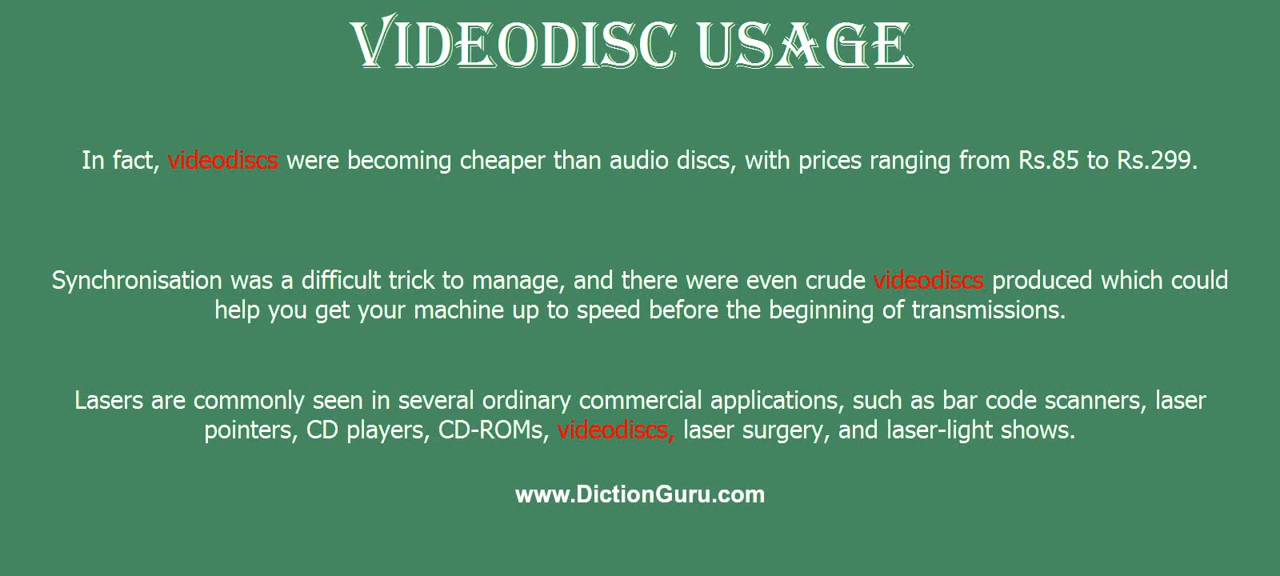 VIDEODISC USAGE
In fact, videodiscs were becoming cheaper than audio discs, with prices ranging from Rs.85 to Rs.299.
Synchronisation was a difficult trick to manage, and there were even crude videodiscs produced which could
help you get your machine up to speed before the beginning of transmissions.
Lasers are commonly seen in several ordinary commercial applications, such as bar code scanners, laser
pointers, CD players, CD-ROMs, videodiscs, laser surgery, and laser-light shows.
www.DictionGuru.com